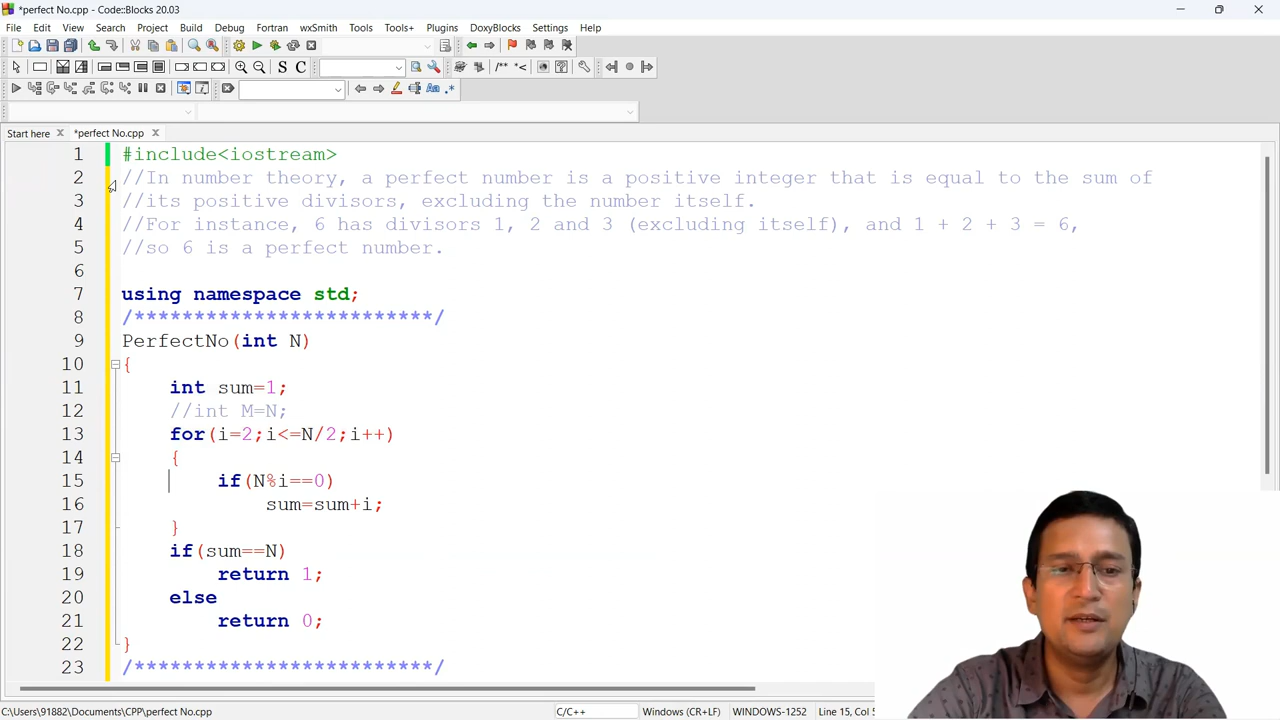 *perfect No.cpp - Code::Blocks 20.03
File Edit View Search Project Build Debug Fortran wxSmith Tools Tools+ Plugins DoxyBlocks Settings Help
S C /** *<
Aa .*
Start here *perfect No.cpp
1 #include<iostream>
2 //In number theory, a perfect number is a positive integer that is equal to the sum of
3 //its positive divisors, excluding the number itself.
4 //For instance, 6 has divisors 1, 2 and 3 (excluding itself), and 1 + 2 + 3 = 6,
5 //so 6 is a perfect number.
6
7 using namespace std;
8 /*************************/
9 PerfectNo(int N)
10 {
11 int sum=1;
12 //int M=N;
13 for(i=2;i<=N/2;i++)
14 {
15 if(N%i==0)
16 sum=sum+i;
17 }
18 if(sum==N)
19 return 1;
20 else
21 return 0;
22 }
23 /*************************/
C:\Users\91882\Documents\CPP\perfect No.cpp C/C++ Windows (CR+LF) WINDOWS-1252 Line 15, Col 5